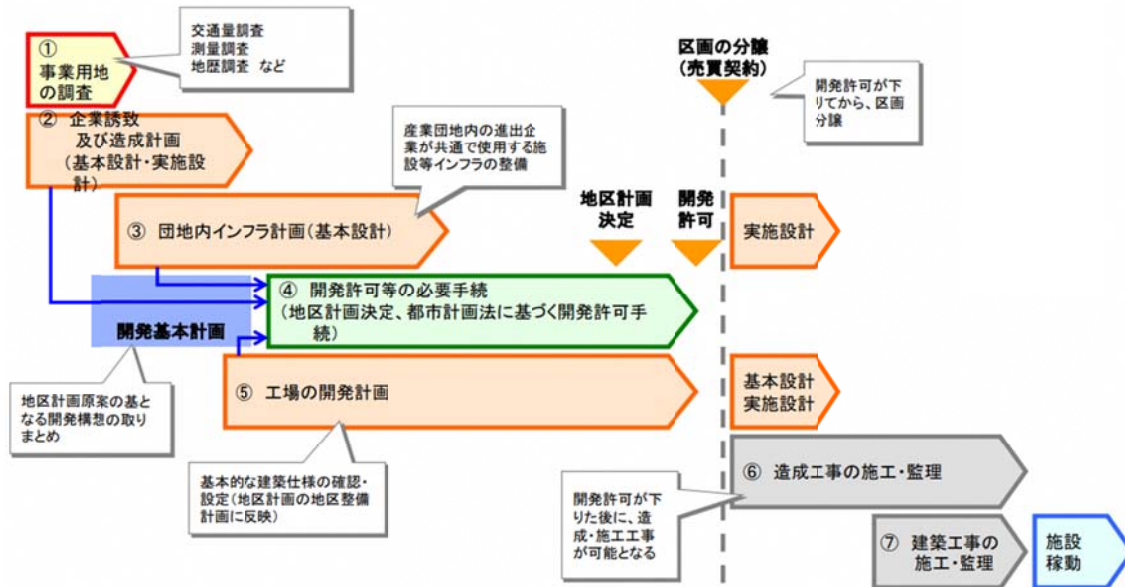 ①
事業用地
の調査
交通量調査
測量調査
地歴調査 など
区画の分譲
(売買契約)
開発許可が下
りてから、区画
分譲
② 企業誘致
及び造成計画
(基本設計・実施設
計)
産業団地内の進出企
業が共通で使用する施
設等インフラの整備
③ 団地内インフラ計画(基本設計)
地区計画
決定
開発
許可
実施設計
④ 開発許可等の必要手続
(地区計画決定、都市計画法に基づく開発許可手
続)
開発基本計画
地区計画原案の基と
なる開発構想の取り
まとめ
⑤ 工場の開発計画
基本設計
実施設計
基本的な建築仕様の確認・
設定(地区計画の地区整備
計画に反映)
⑥ 造成工事の施工・監理
開発許可が下
りた後に、造
成・施工工事
が可能となる
⑦ 建築工事の
施工・監理
施設
稼動